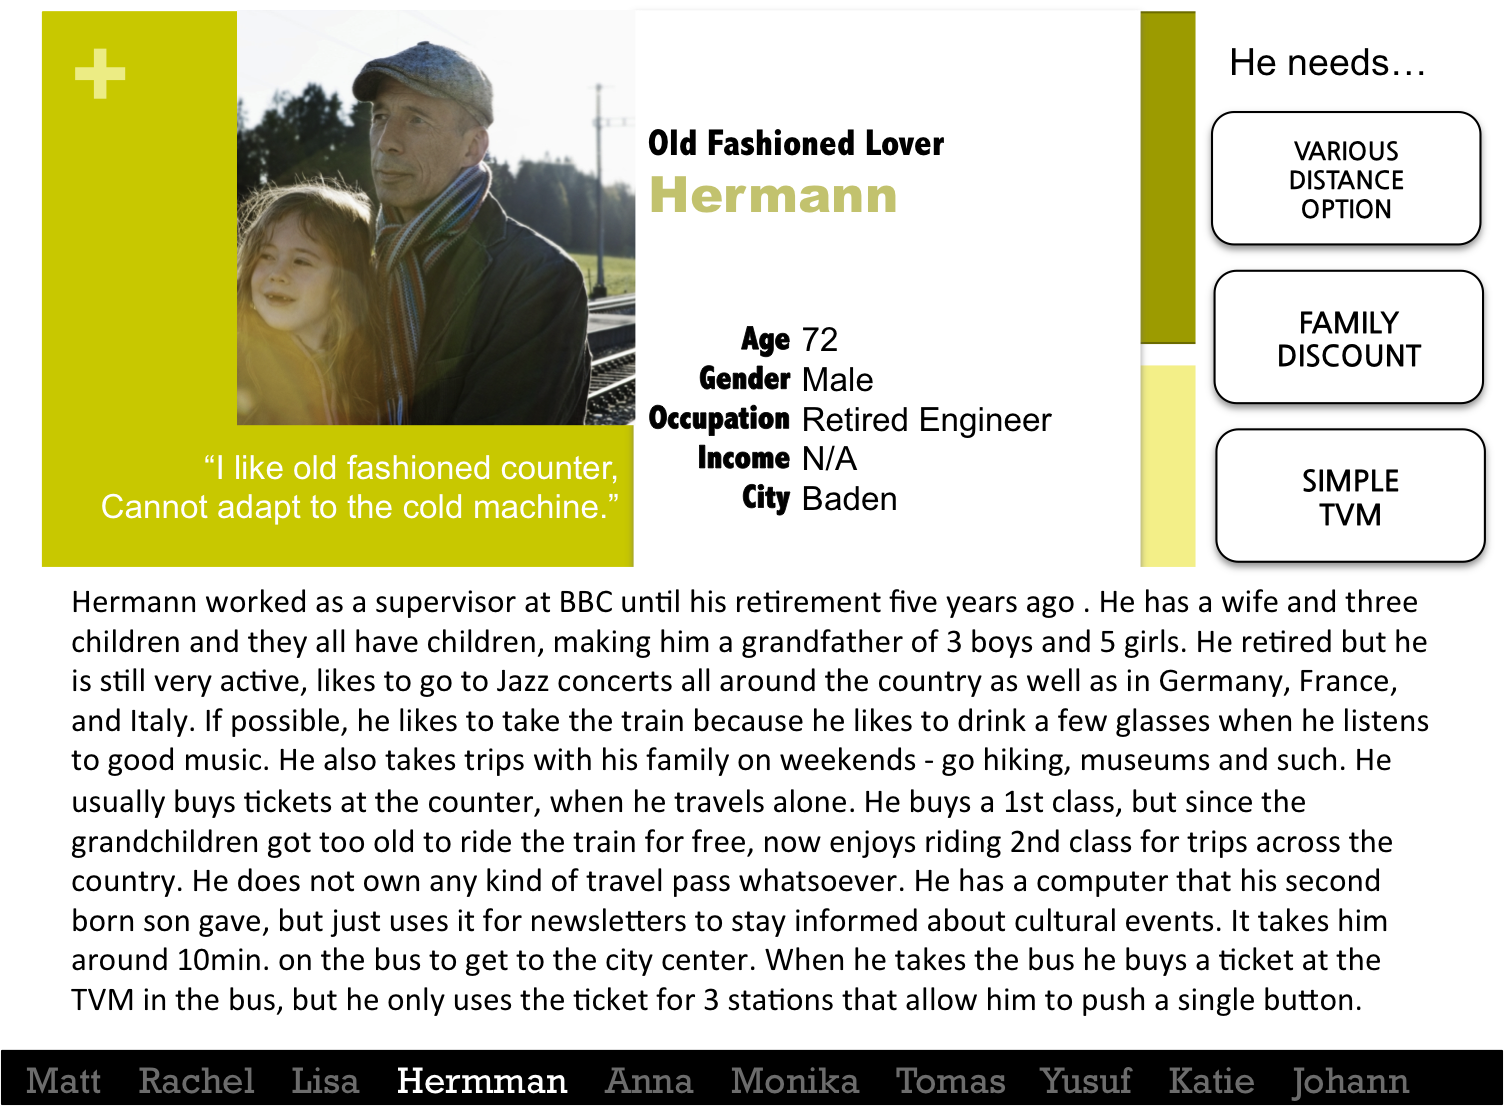 +
Old Fashioned Lover
Hermann
Age 72
Gender Male
Occupation Retired Engineer
Income N/A
City Baden
“I like old fashioned counter,
Cannot adapt to the cold machine.”
He needs...
VARIOUS
DISTANCE
OPTION
FAMILY
DISCOUNT
SIMPLE
TVM
Hermann worked as a supervisor at BBC until his retirement five years ago . He has a wife and three
children and they all have children, making him a grandfather of 3 boys and 5 girls. He retired but he
is still very active, likes to go to Jazz concerts all around the country as well as in Germany, France,
and Italy. If possible, he likes to take the train because he likes to drink a few glasses when he listens
to good music. He also takes trips with his family on weekends - go hiking, museums and such. He
usually buys tickets at the counter, when he travels alone. He buys a 1st class, but since the
grandchildren got too old to ride the train for free, now enjoys riding 2nd class for trips across the
country. He does not own any kind of travel pass whatsoever. He has a computer that his second
born son gave, but just uses it for newsletters to stay informed about cultural events. It takes him
around 10min. on the bus to get to the city center. When he takes the bus he buys a ticket at the
TVM in the bus, but he only uses the ticket for 3 stations that allow him to push a single button.
Matt Rachel Lisa Hermman Anna Monika Tomas Yusuf Katie Johann